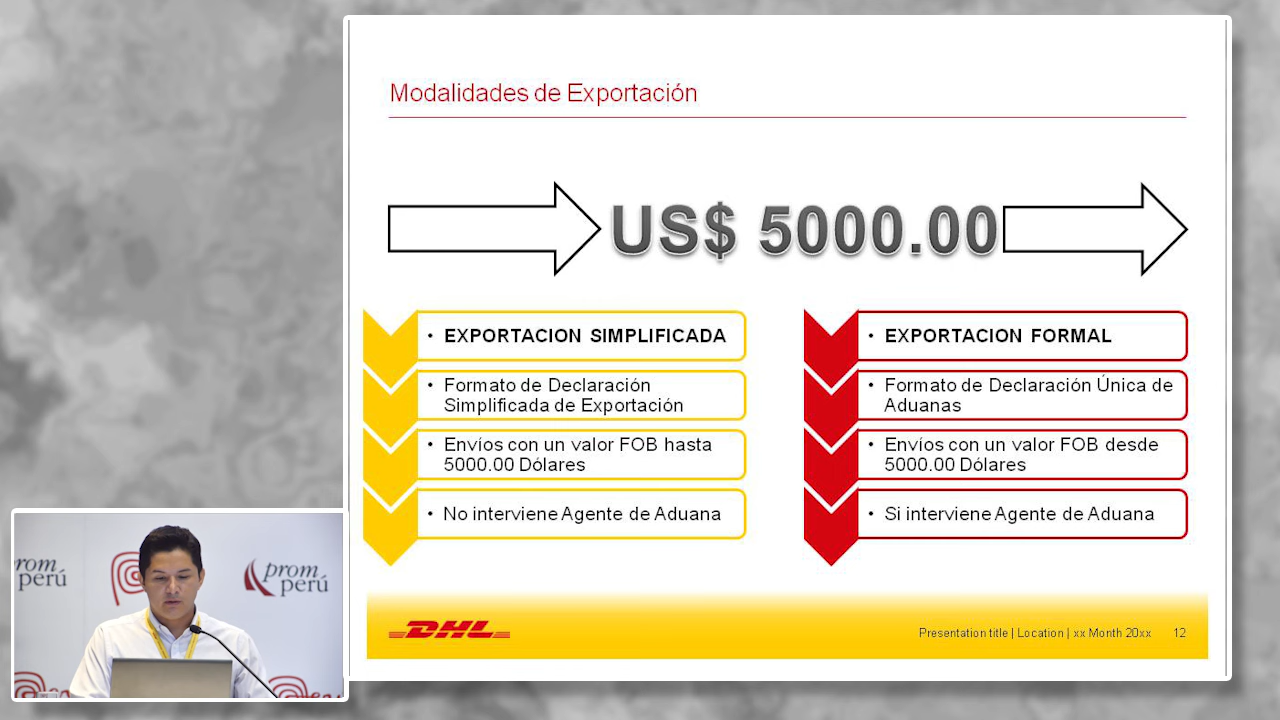 Modalidades de Exportación
US$ 5000.00
• EXPORTACION SIMPLIFICADA
• Formato de Declaración
Simplificada de Exportación
• Envíos con un valor FOB hasta
5000.00 Dólares
• No interviene Agente de Aduana
• EXPORTACION FORMAL
• Formato de Declaración Única de
Aduanas
• Envíos con un valor FOB desde
5000.00 Dólares
• Si interviene Agente de Aduana
DHL
Presentation title | Location | xx Month 20xx 12
rom
perú
prom
perú